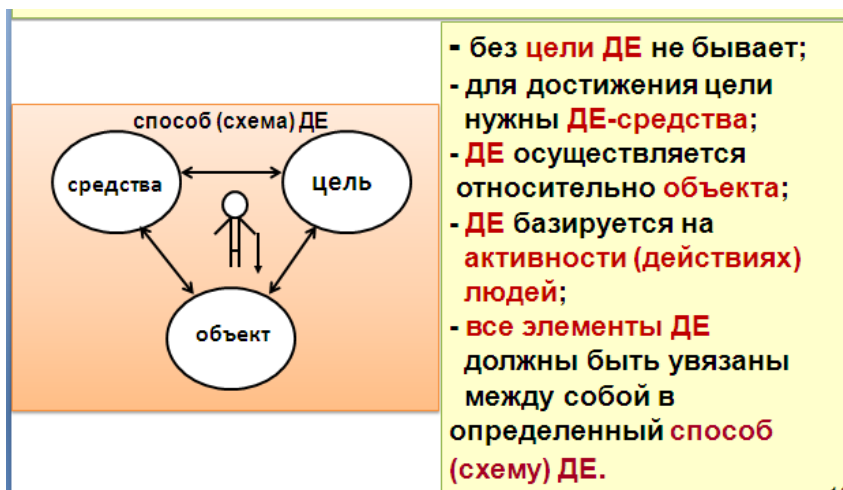 способ (схема) ДЕ
средства
цель
объект
- без цели ДЕ не бывает;
- для достижения цели
нужны ДЕ-средства;
- ДЕ осуществляется
относительно объекта;
- ДЕ базируется на
активности (действиях)
людей;
- все элементы ДЕ
должны быть увязаны
между собой в
определенный способ
(схему) ДЕ.